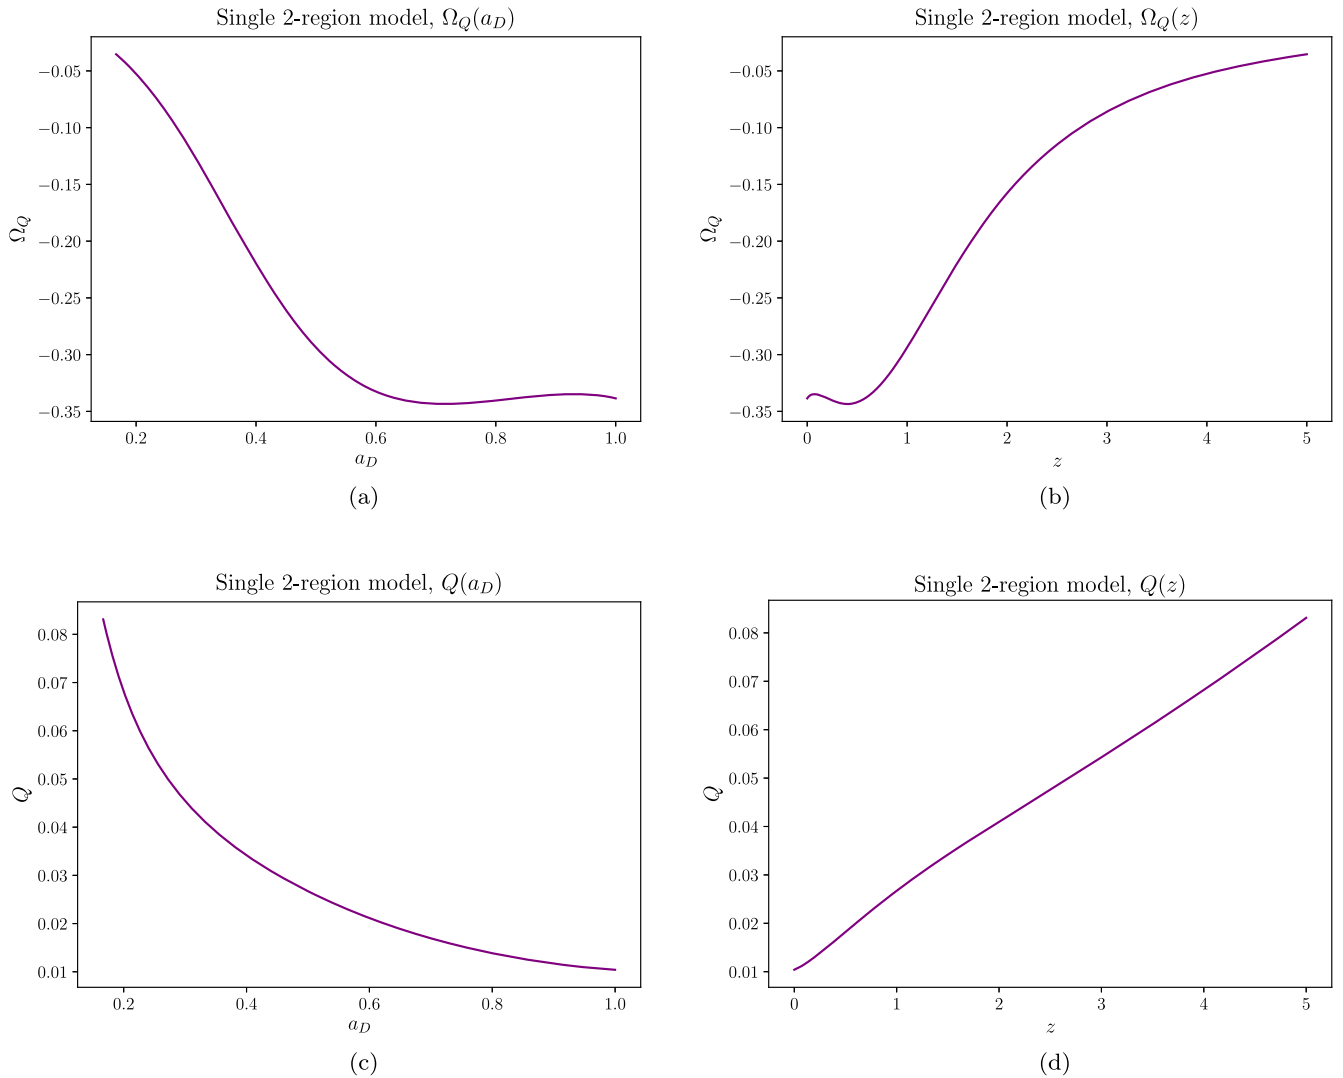 Single 2-region model, Ω_Q(a_D)
−0.05
−0.10
−0.15
−0.20
−0.25
−0.30
−0.35
Ω_Q
0.2 0.4 0.6 0.8 1.0
a_D
(a)
Single 2-region model, Ω_Q(z)
−0.05
−0.10
−0.15
−0.20
−0.25
−0.30
−0.35
Ω_Q
0 1 2 3 4 5
z
(b)
Single 2-region model, Q(a_D)
0.08
0.07
0.06
0.05
0.04
0.03
0.02
0.01
Q
0.2 0.4 0.6 0.8 1.0
a_D
(c)
Single 2-region model, Q(z)
0.08
0.07
0.06
0.05
0.04
0.03
0.02
0.01
Q
0 1 2 3 4 5
z
(d)